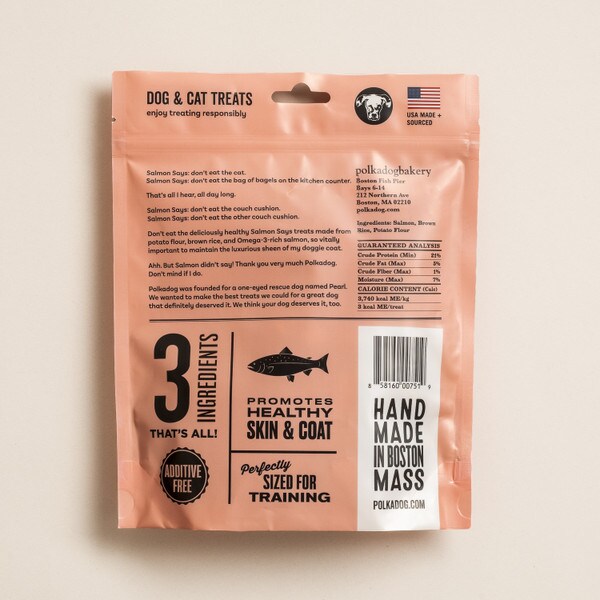 DOG & CAT TREATS
enjoy treating responsibly
USA MADE +
SOURCED
Salmon Says: don't eat the cat.
Salmon Says: don't eat the bag of bagels on the kitchen counter.
That's all I hear, all day long.
Salmon Says: don't eat the couch cushion.
Salmon Says: don't eat the other couch cushion.
Don't eat the deliciously healthy Salmon Says treats made from
potato flour, brown rice, and Omega-3-rich salmon, so vitally
important to maintain the luxurious sheen of my doggie coat.
Ahh. But Salmon didn't say! Thank you very much Polkadog.
Don't mind if I do.
Polkadog was founded for a one-eyed rescue dog named Pearl.
We wanted to make the best treats we could for a great dog
that definitely deserved it. We think your dog deserves it, too.
polkadogbakery
Boston Fish Pier
Bays 6-14
212 Northern Ave
Boston, MA 02210
polkadog.com
Ingredients: Salmon, Brown
Rice, Potato Flour
GUARANTEED ANALYSIS
Crude Protein (Min) 21%
Crude Fat (Max) 5%
Crude Fiber (Max) 1%
Moisture (Max) 7%
CALORIE CONTENT (Calc)
3,740 kcal ME/kg
3 kcal ME/treat
3 INGREDIENTS
THAT'S ALL!
ADDITIVE
FREE
PROMOTES
HEALTHY
SKIN & COAT
Perfectly
SIZED FOR
TRAINING
8 58160 00751 9
HAND
MADE
IN BOSTON
MASS
POLKADOG.COM